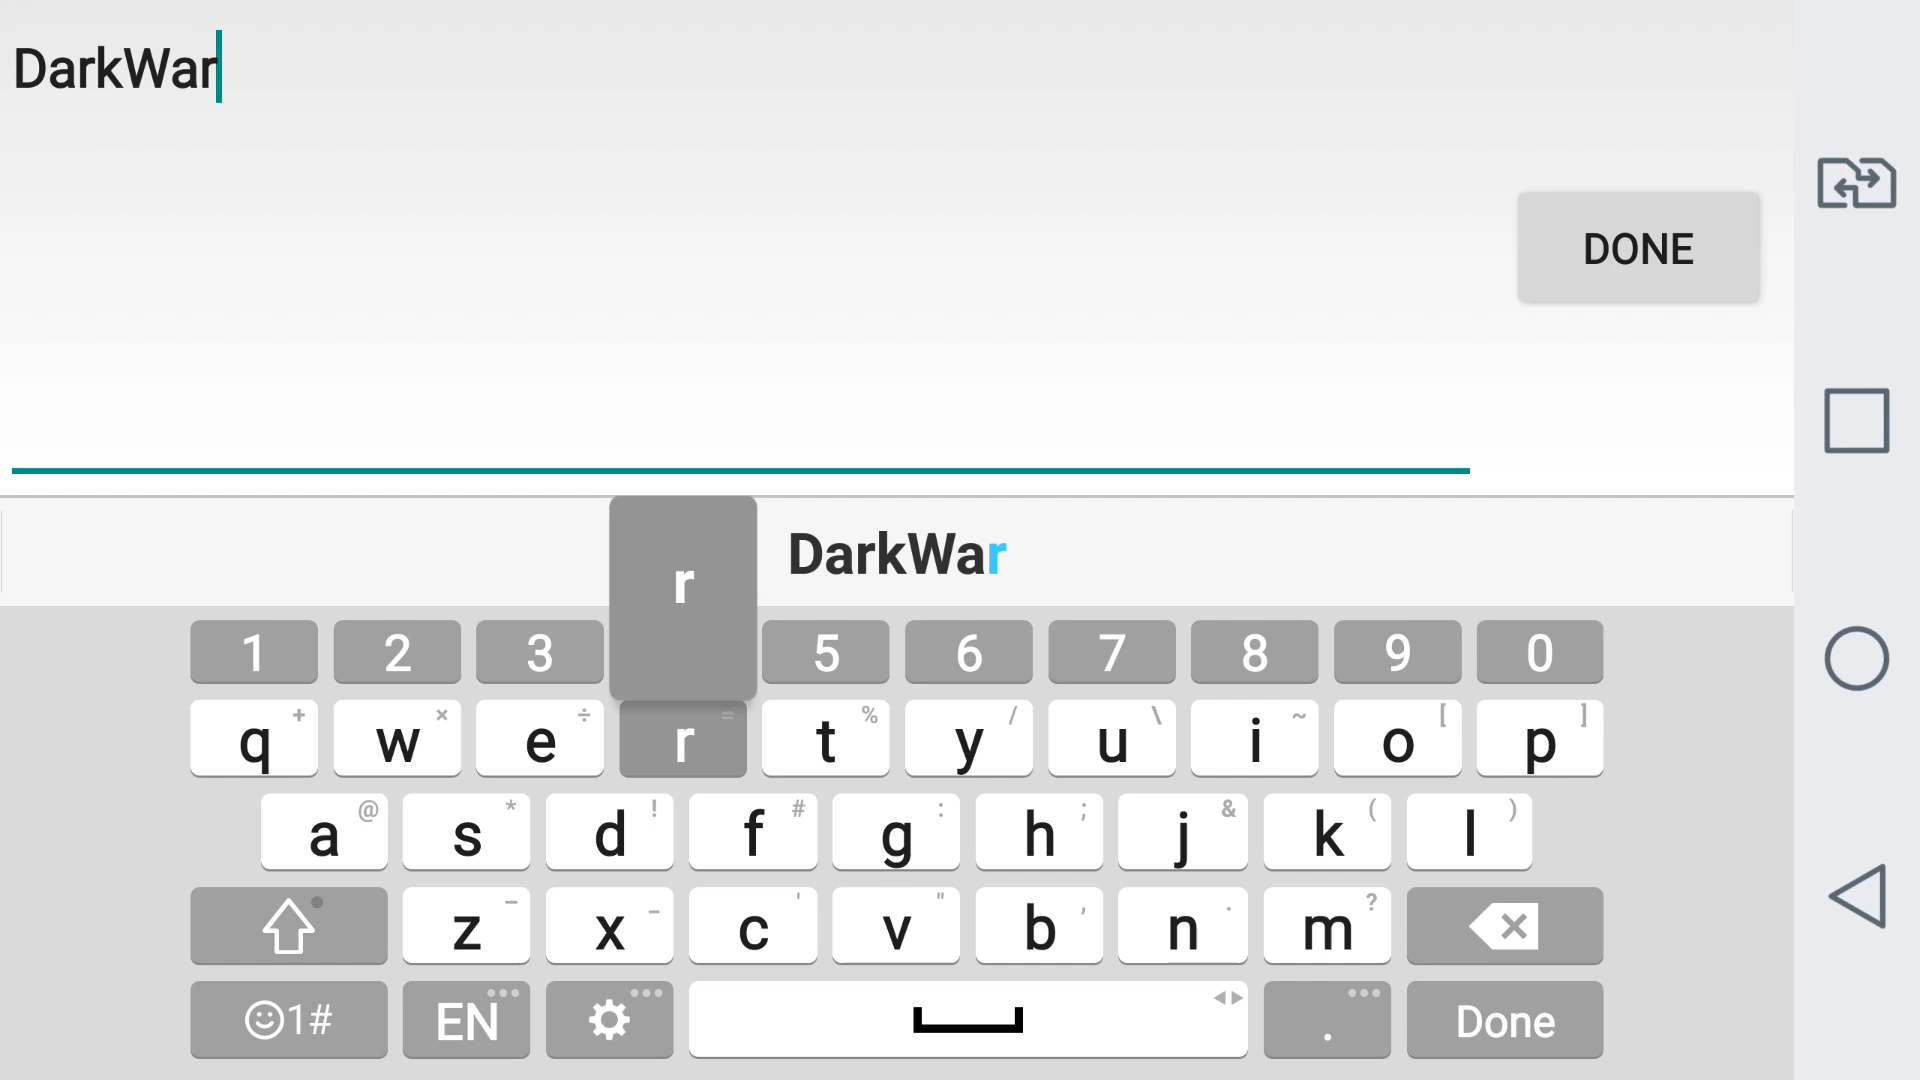 DarkWar
DONE
DarkWar
r
1 2 3 5 6 7 8 9 0
q + w × e ÷ r = t % y / u \ i ~ o [ p ]
a @ s * d ! f # g : h ; j & k ( l )
z – x _ c ' v " b , n . m ?
1# EN . Done